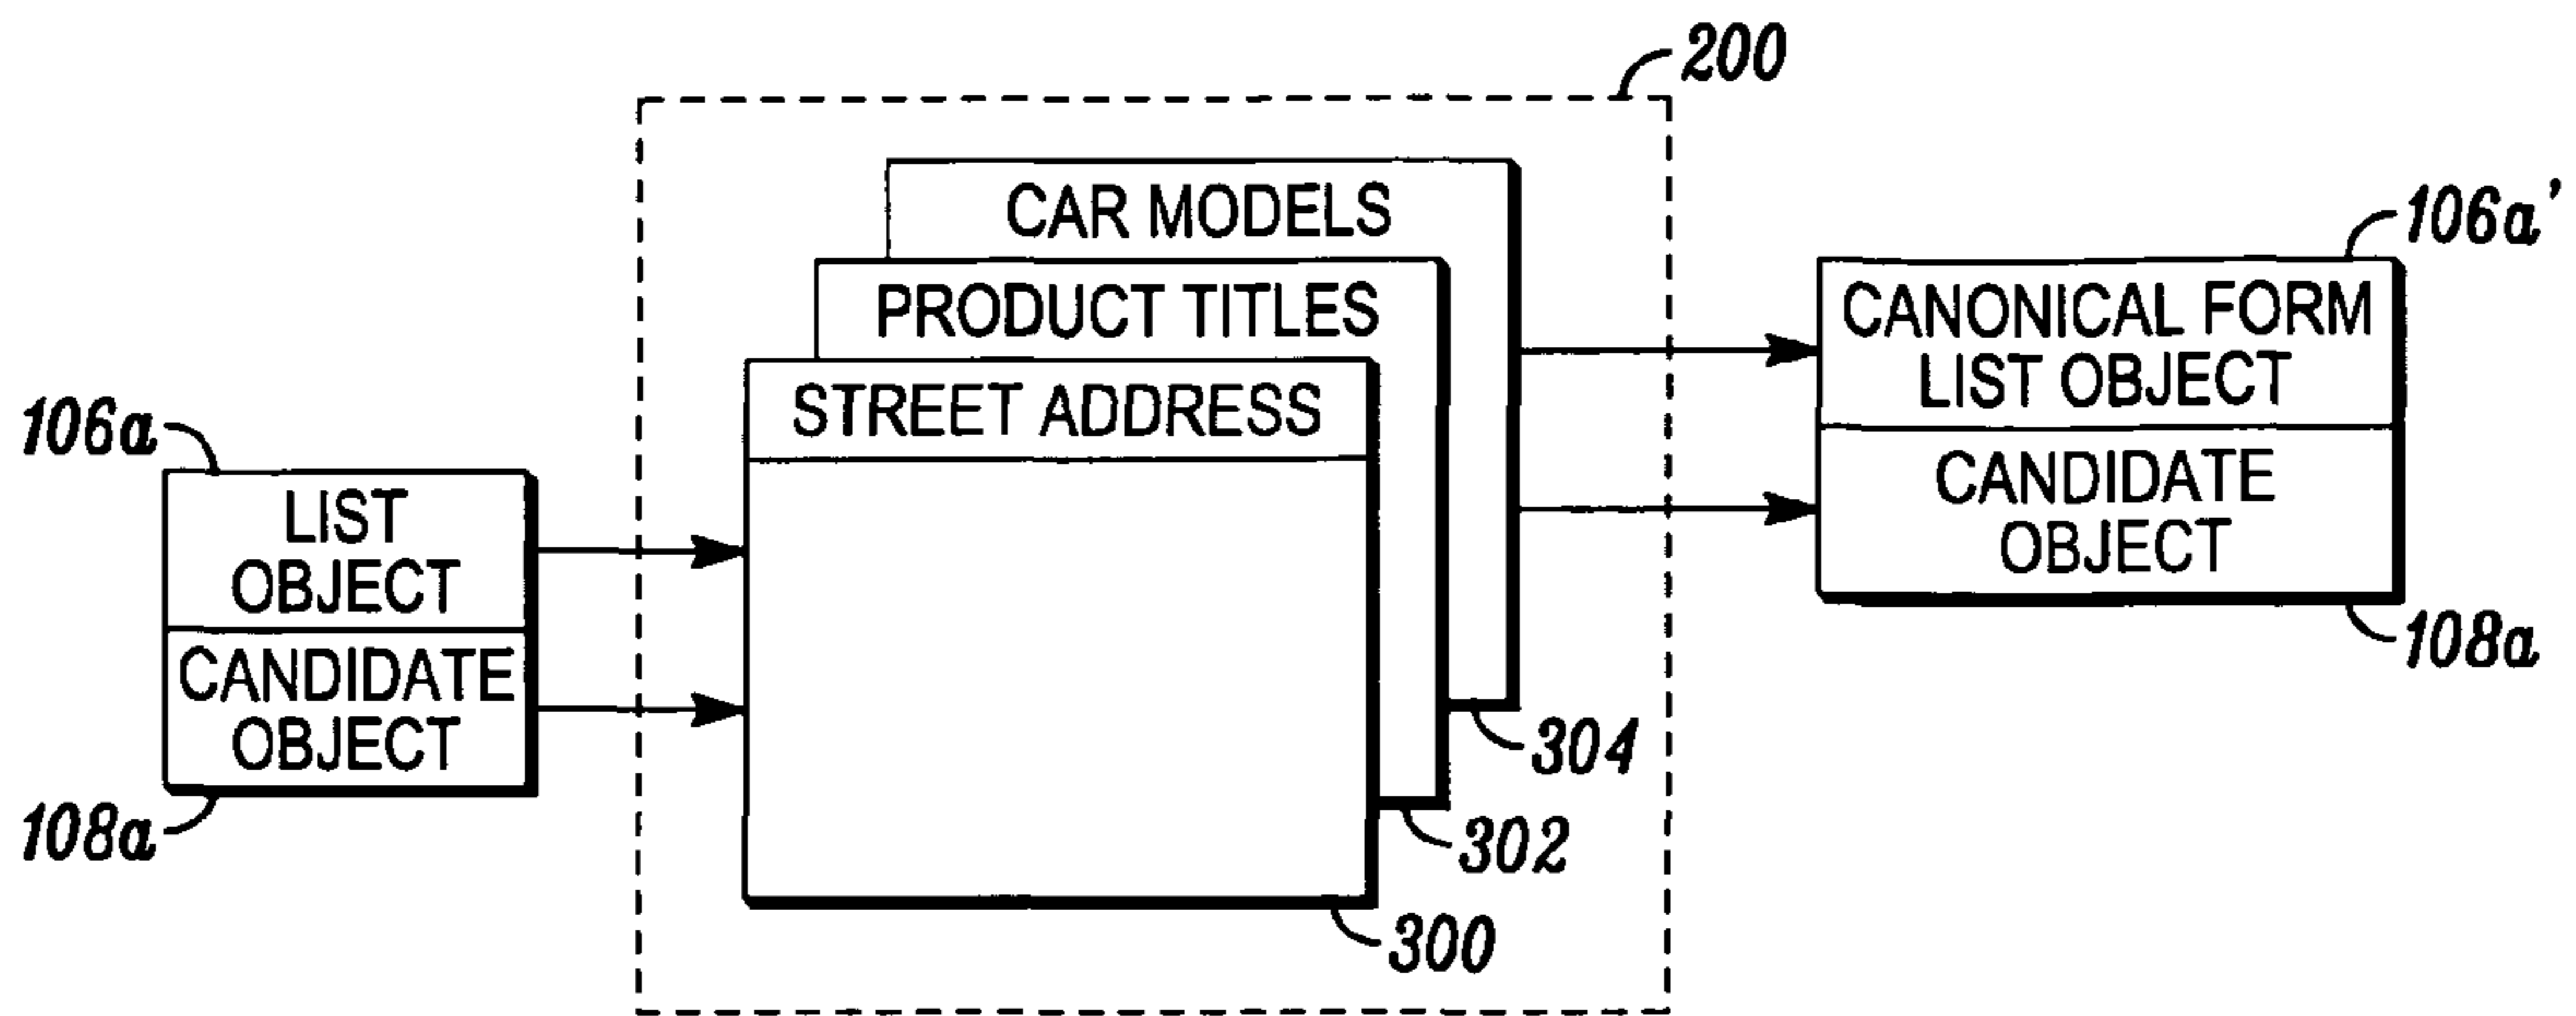 200
CAR MODELS
106a'
PRODUCT TITLES
CANONICAL FORM
LIST OBJECT
STREET ADDRESS
106a
CANDIDATE
OBJECT
LIST
OBJECT
108a
CANDIDATE
OBJECT
304
108a
302
300